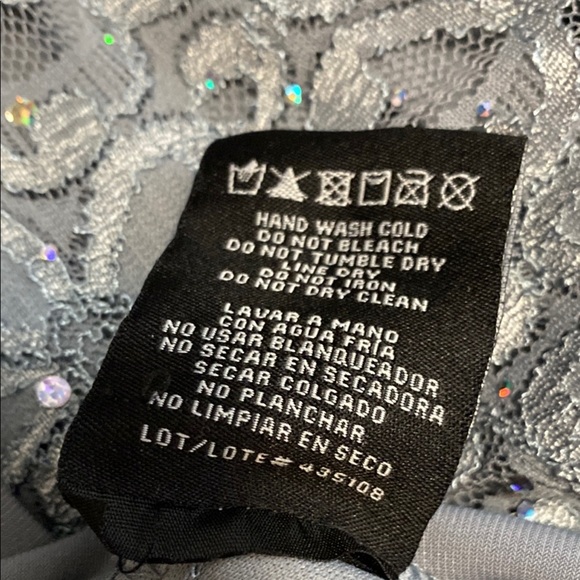 HAND WASH COLD
DO NOT BLEACH
DO NOT TUMBLE DRY
LINE DRY
DO NOT IRON
DO NOT DRY CLEAN
LAVAR A MANO
CON AGUA FRÍA
NO USAR BLANQUEADOR
NO SECAR EN SECADORA
SECAR COLGADO
NO PLANCHAR
NO LIMPIAR EN SECO
LOT/LOTE# 435108